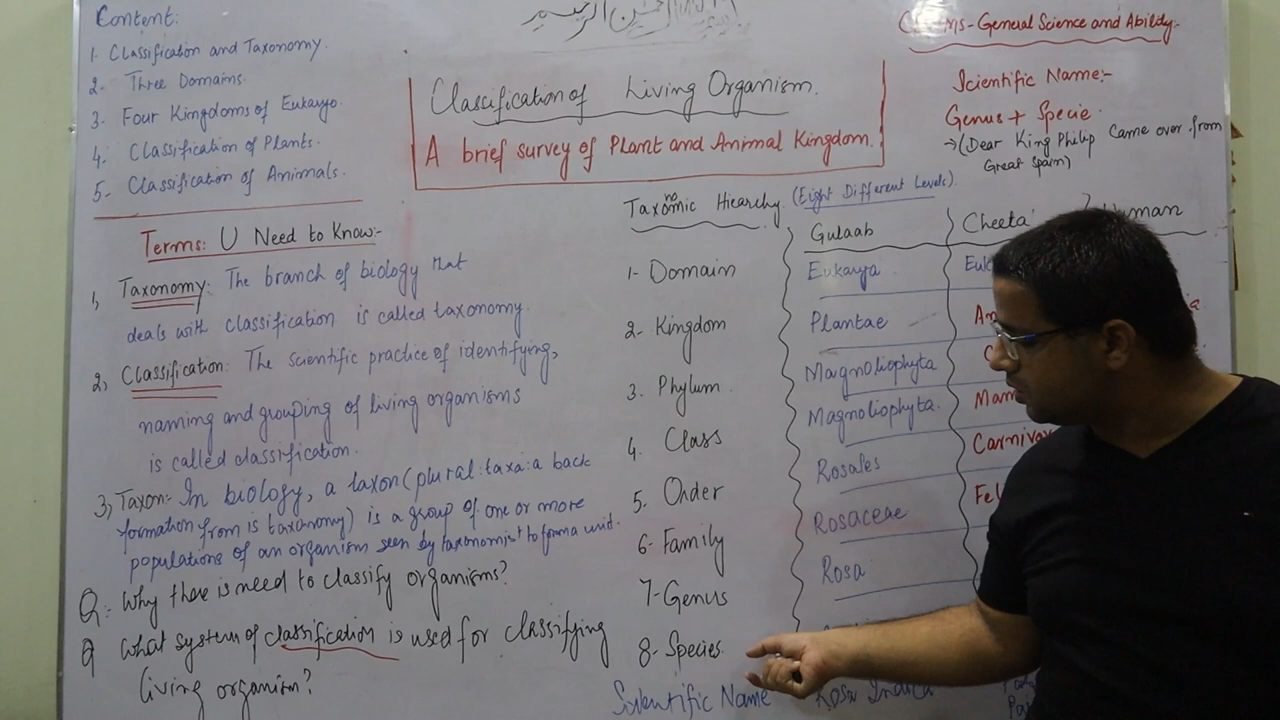 Content:
1. Classification and Taxonomy.
2. Three Domains.
3. Four Kingdoms of Eukarya.
4. Classification of Plants.
5- Classification of Animals.
Classification of Living Organism.
A brief survey of Plant and Animal Kingdom.
- General Science and Ability:-
Scientific Name:-
Genus + Specie.
→(Dear King Philip Came over from
Great Spain)
Terms: U Need to Know:-
1, Taxonomy: The branch of biology that
deals with classification is called taxonomy.
2, Classification: The scientific practice of identifying,
naming and grouping of living organisms
is called classification.
3, Taxon:- In biology, a taxon (plural:taxa: a back
formation from is taxonomy) is a group of one or more
populations of an organism seen by taxonomist to form a unit.
Q:- Why there is need to classify organisms?
Q What system of classification is used for classifying
living organism?
Taxonomic Hiearchy. (Eight Different Levels).
Gulaab Cheeta Human
1- Domain Eukarya
2- Kingdom Plantae
3. Phylum Magnoliophyta
4. Class Magnoliophyta.
5. Order Rosales Carnivor
6- Family Rosaceae
7- Genus Rosa
8- Species
Scientific Name Rosa Indica